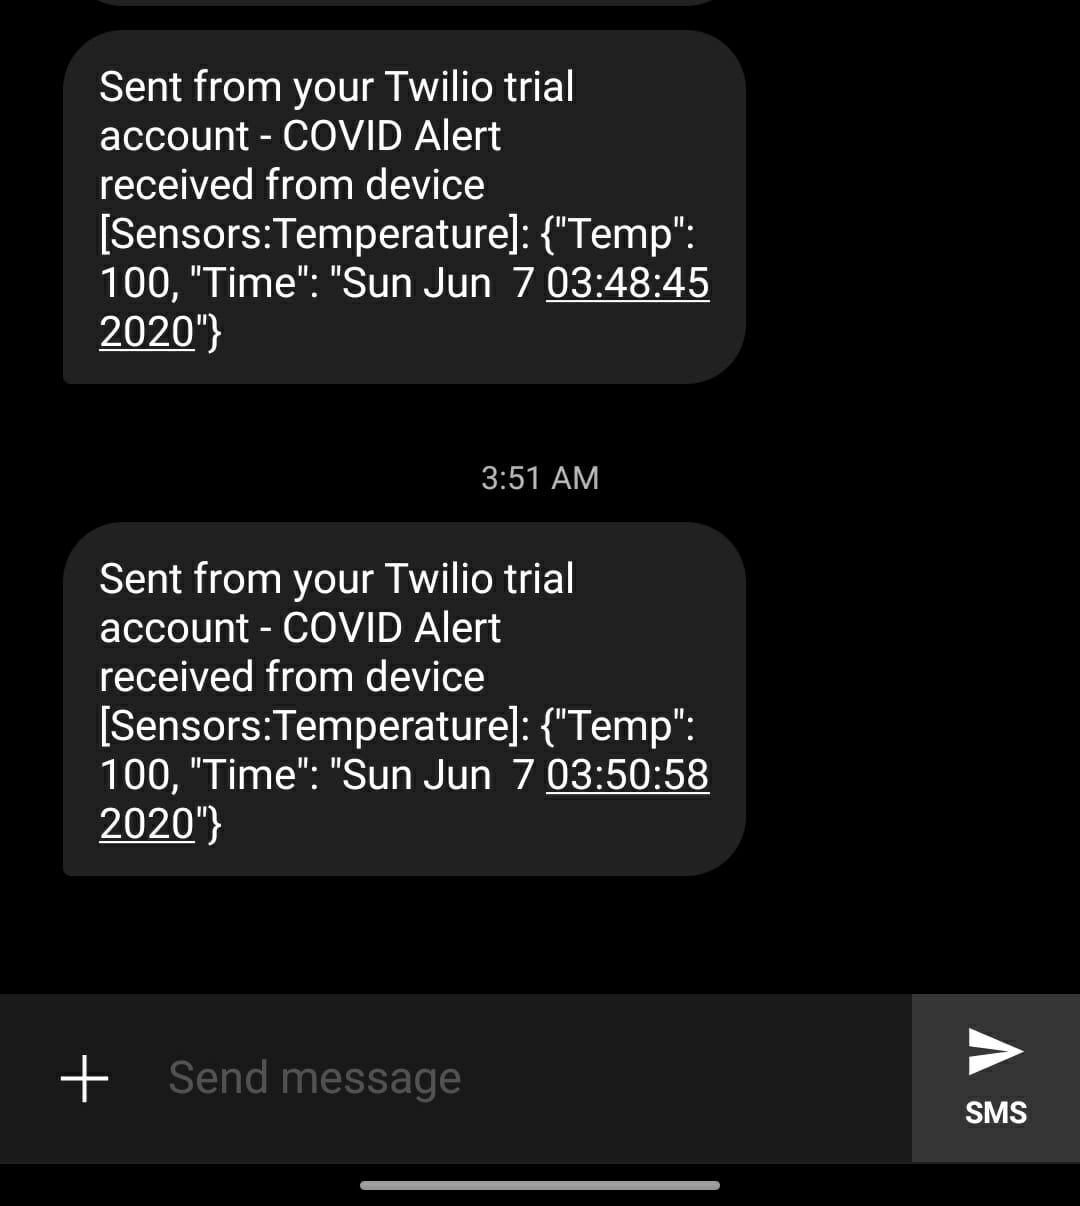 Sent from your Twilio trial
account - COVID Alert
received from device
[Sensors:Temperature]: {"Temp":
100, "Time": "Sun Jun  7 03:48:45
2020"}
3:51 AM
Sent from your Twilio trial
account - COVID Alert
received from device
[Sensors:Temperature]: {"Temp":
100, "Time": "Sun Jun  7 03:50:58
2020"}
Send message
SMS